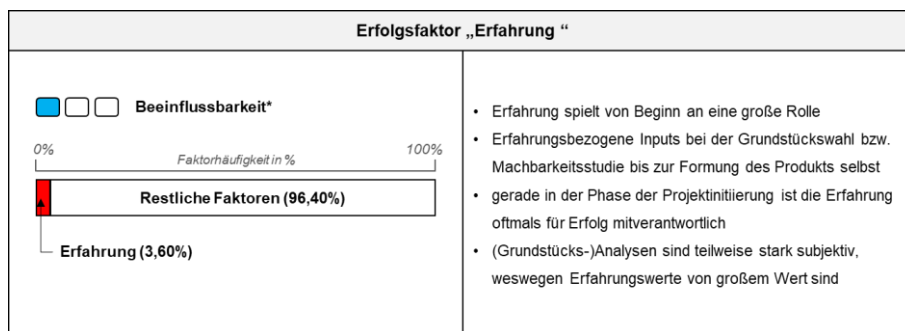 Erfolgsfaktor „Erfahrung “
Beeinflussbarkeit*
0%
Faktorhäufigkeit in %
100%
Restliche Faktoren (96,40%)
Erfahrung (3,60%)
• Erfahrung spielt von Beginn an eine große Rolle
• Erfahrungsbezogene Inputs bei der Grundstückswahl bzw.
Machbarkeitsstudie bis zur Formung des Produkts selbst
• gerade in der Phase der Projektinitiierung ist die Erfahrung
oftmals für Erfolg mitverantwortlich
• (Grundstücks-)Analysen sind teilweise stark subjektiv,
weswegen Erfahrungswerte von großem Wert sind